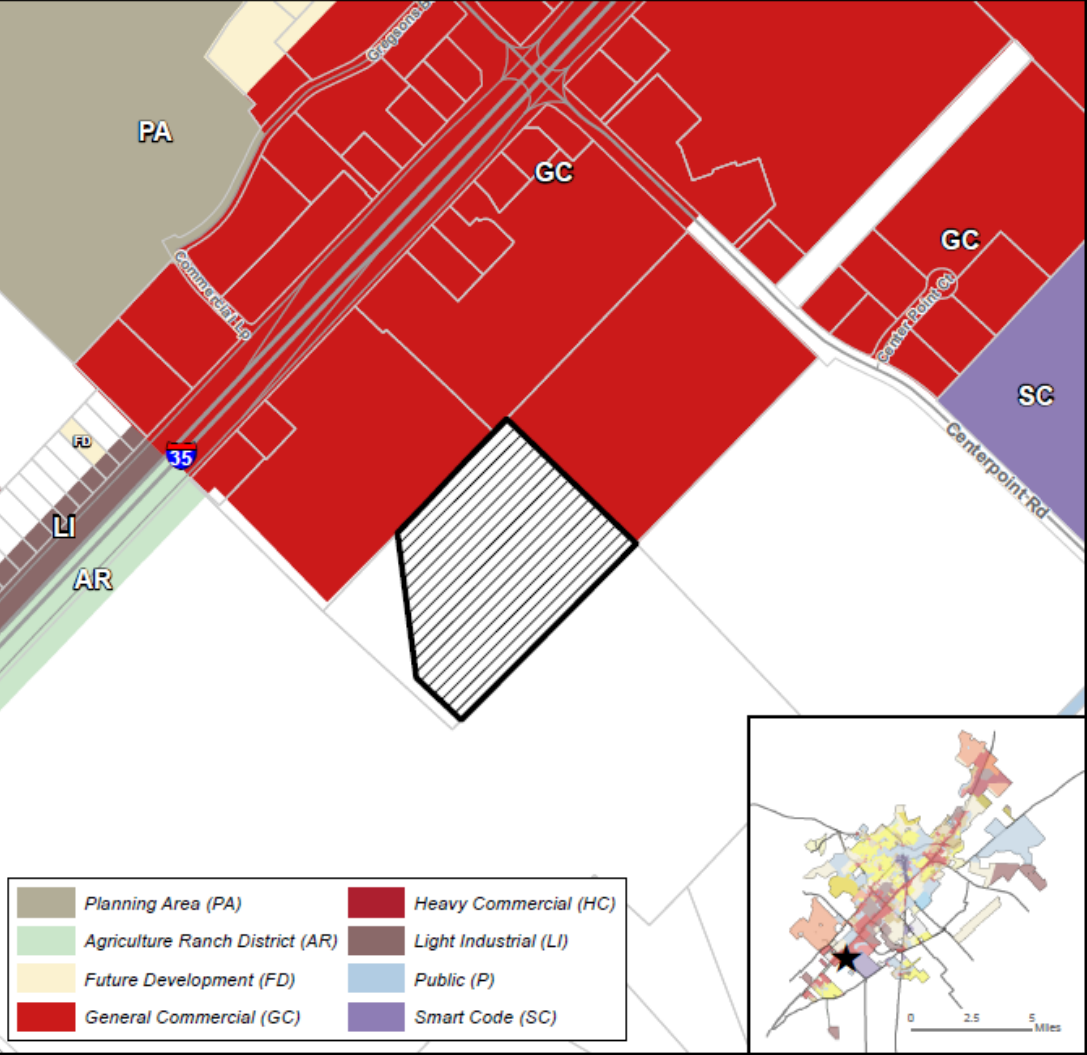 Gregsons B
PA
GC
GC
Commercial Lp
Center Point Ct
SC
FD
35
Centerpoint Rd
LI
AR
Planning Area (PA)
Heavy Commercial (HC)
Agriculture Ranch District (AR)
Light Industrial (LI)
Future Development (FD)
Public (P)
General Commercial (GC)
Smart Code (SC)
0 2.5 5
Miles